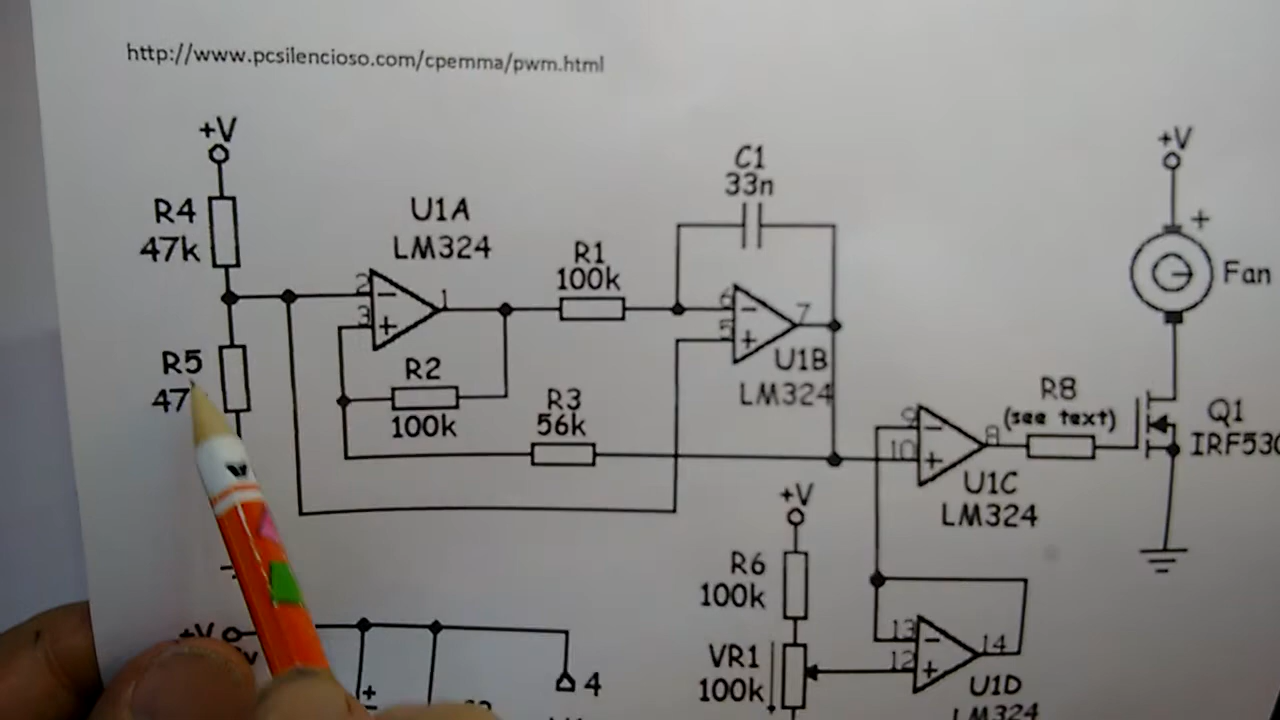 http://www.pcsilencioso.com/cpemma/pwm.html
+V
R4
47k
U1A
LM324
2
3
1
R1
100k
C1
33n
6
5
7
U1B
LM324
R5
47
R2
100k
R3
56k
+V
+
Fan
R8
(see text)
Q1
IRF530
9
10
8
U1C
LM324
+V
R6
100k
VR1
100k
13
12
14
U1D
LM324
+V
+
4